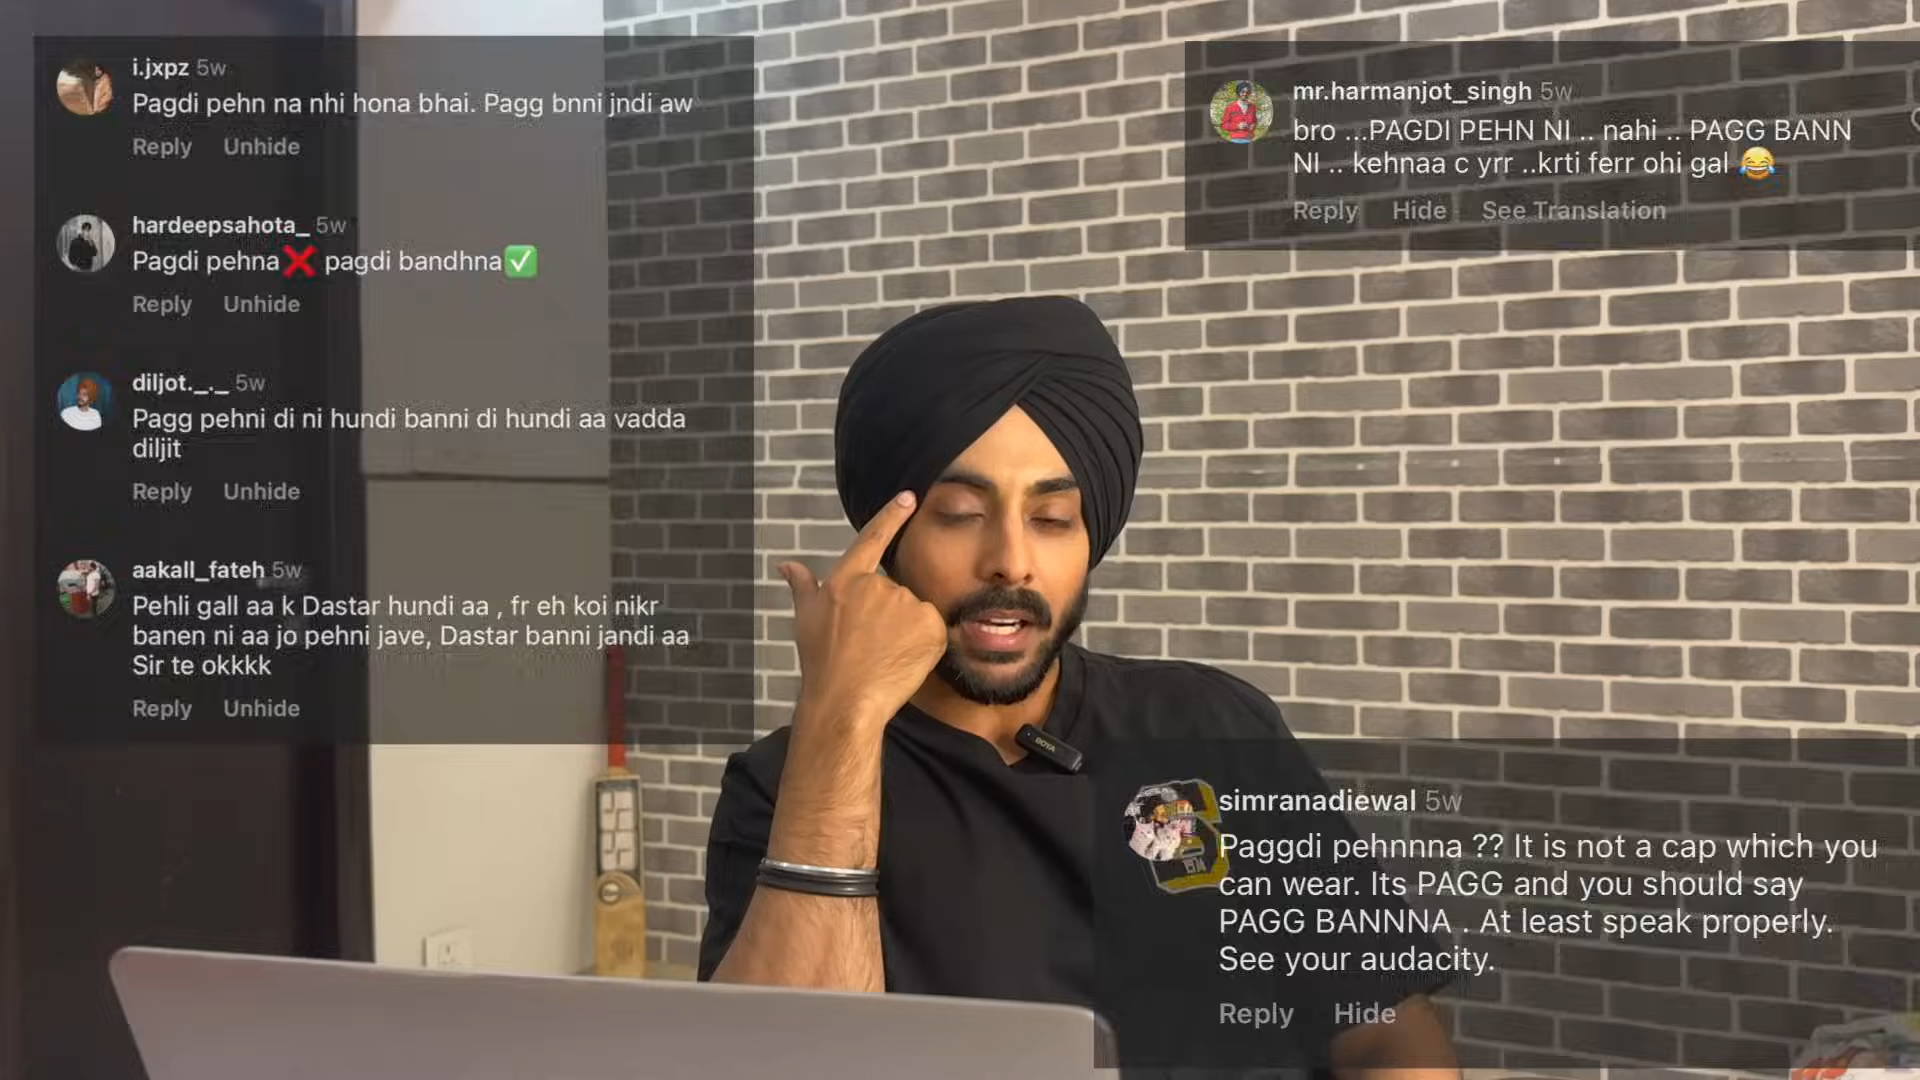 i.jxpz 5w
Pagdi pehn na nhi hona bhai. Pagg bnni jndi aw
Reply Unhide
hardeepsahota_ 5w
Pagdi pehna❌ pagdi bandhna✅
Reply Unhide
diljot._._ 5w
Pagg pehni di ni hundi banni di hundi aa vadda
diljit
Reply Unhide
aakall_fateh 5w
Pehli gall aa k Dastar hundi aa , fr eh koi nikr
banen ni aa jo pehni jave, Dastar banni jandi aa
Sir te okkkk
Reply Unhide
mr.harmanjot_singh 5w
bro ...PAGDI PEHN NI .. nahi .. PAGG BANN
NI .. kehnaa c yrr ..krti ferr ohi gal 😂
Reply Hide See Translation
BOYA
simranadiewal 5w
Paggdi pehnnna ?? It is not a cap which you
can wear. Its PAGG and you should say
PAGG BANNNA . At least speak properly.
See your audacity.
Reply Hide